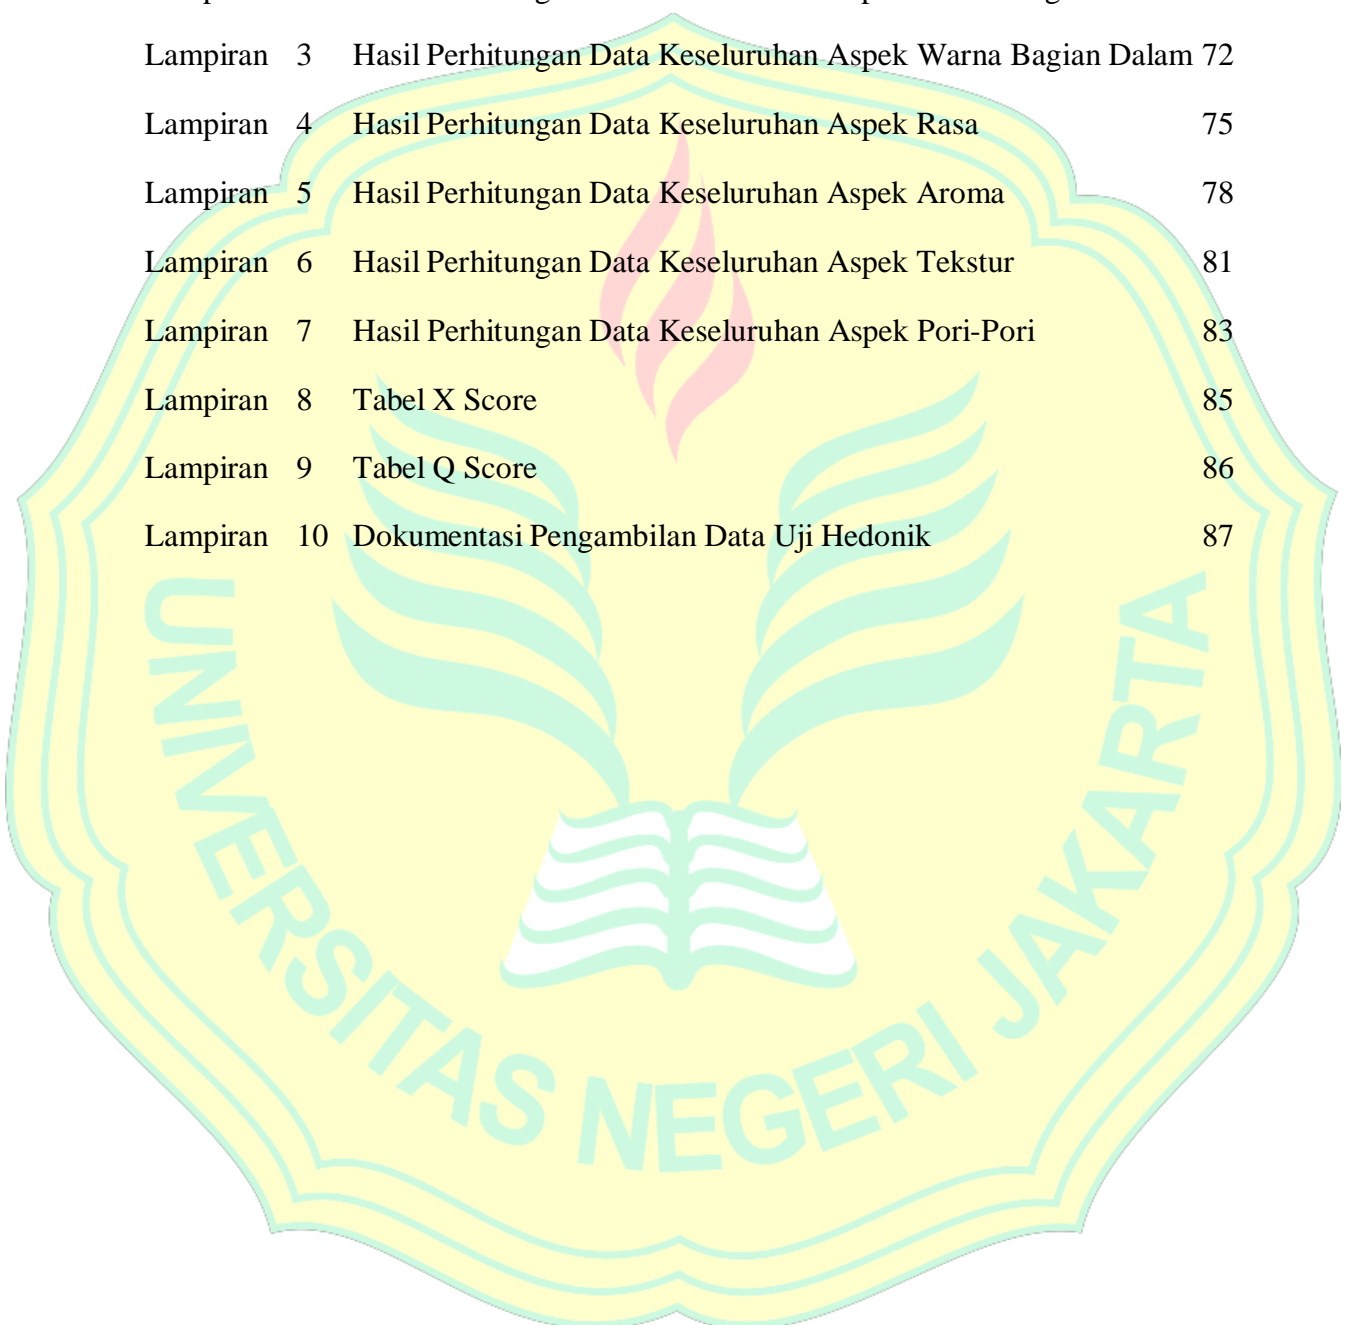 Lampiran 3 Hasil Perhitungan Data Keseluruhan Aspek Warna Bagian Dalam 72
Lampiran 4 Hasil Perhitungan Data Keseluruhan Aspek Rasa 75
Lampiran 5 Hasil Perhitungan Data Keseluruhan Aspek Aroma 78
Lampiran 6 Hasil Perhitungan Data Keseluruhan Aspek Tekstur 81
Lampiran 7 Hasil Perhitungan Data Keseluruhan Aspek Pori-Pori 83
Lampiran 8 Tabel X Score 85
Lampiran 9 Tabel Q Score 86
Lampiran 10 Dokumentasi Pengambilan Data Uji Hedonik 87
UNIVERSITAS NEGERI JAKARTA